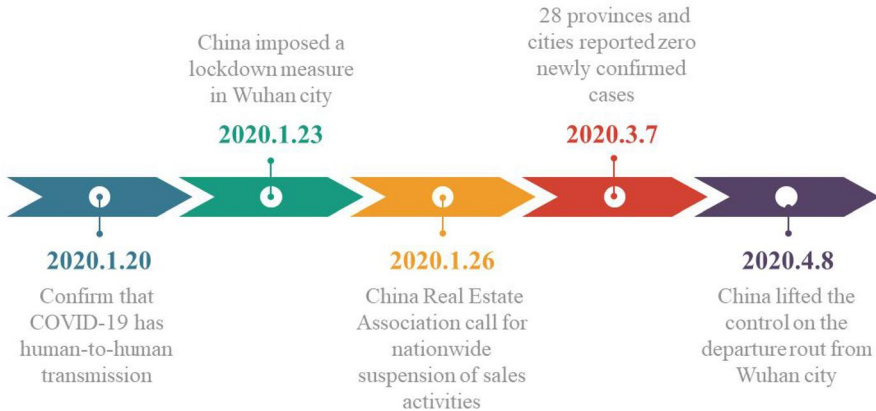 China imposed a
lockdown measure
in Wuhan city
2020.1.23
28 provinces and
cities reported zero
newly confirmed
cases
2020.3.7
2020.1.20
Confirm that
COVID-19 has
human-to-human
transmission
2020.1.26
China Real Estate
Association call for
nationwide
suspension of sales
activities
2020.4.8
China lifted the
control on the
departure rout from
Wuhan city